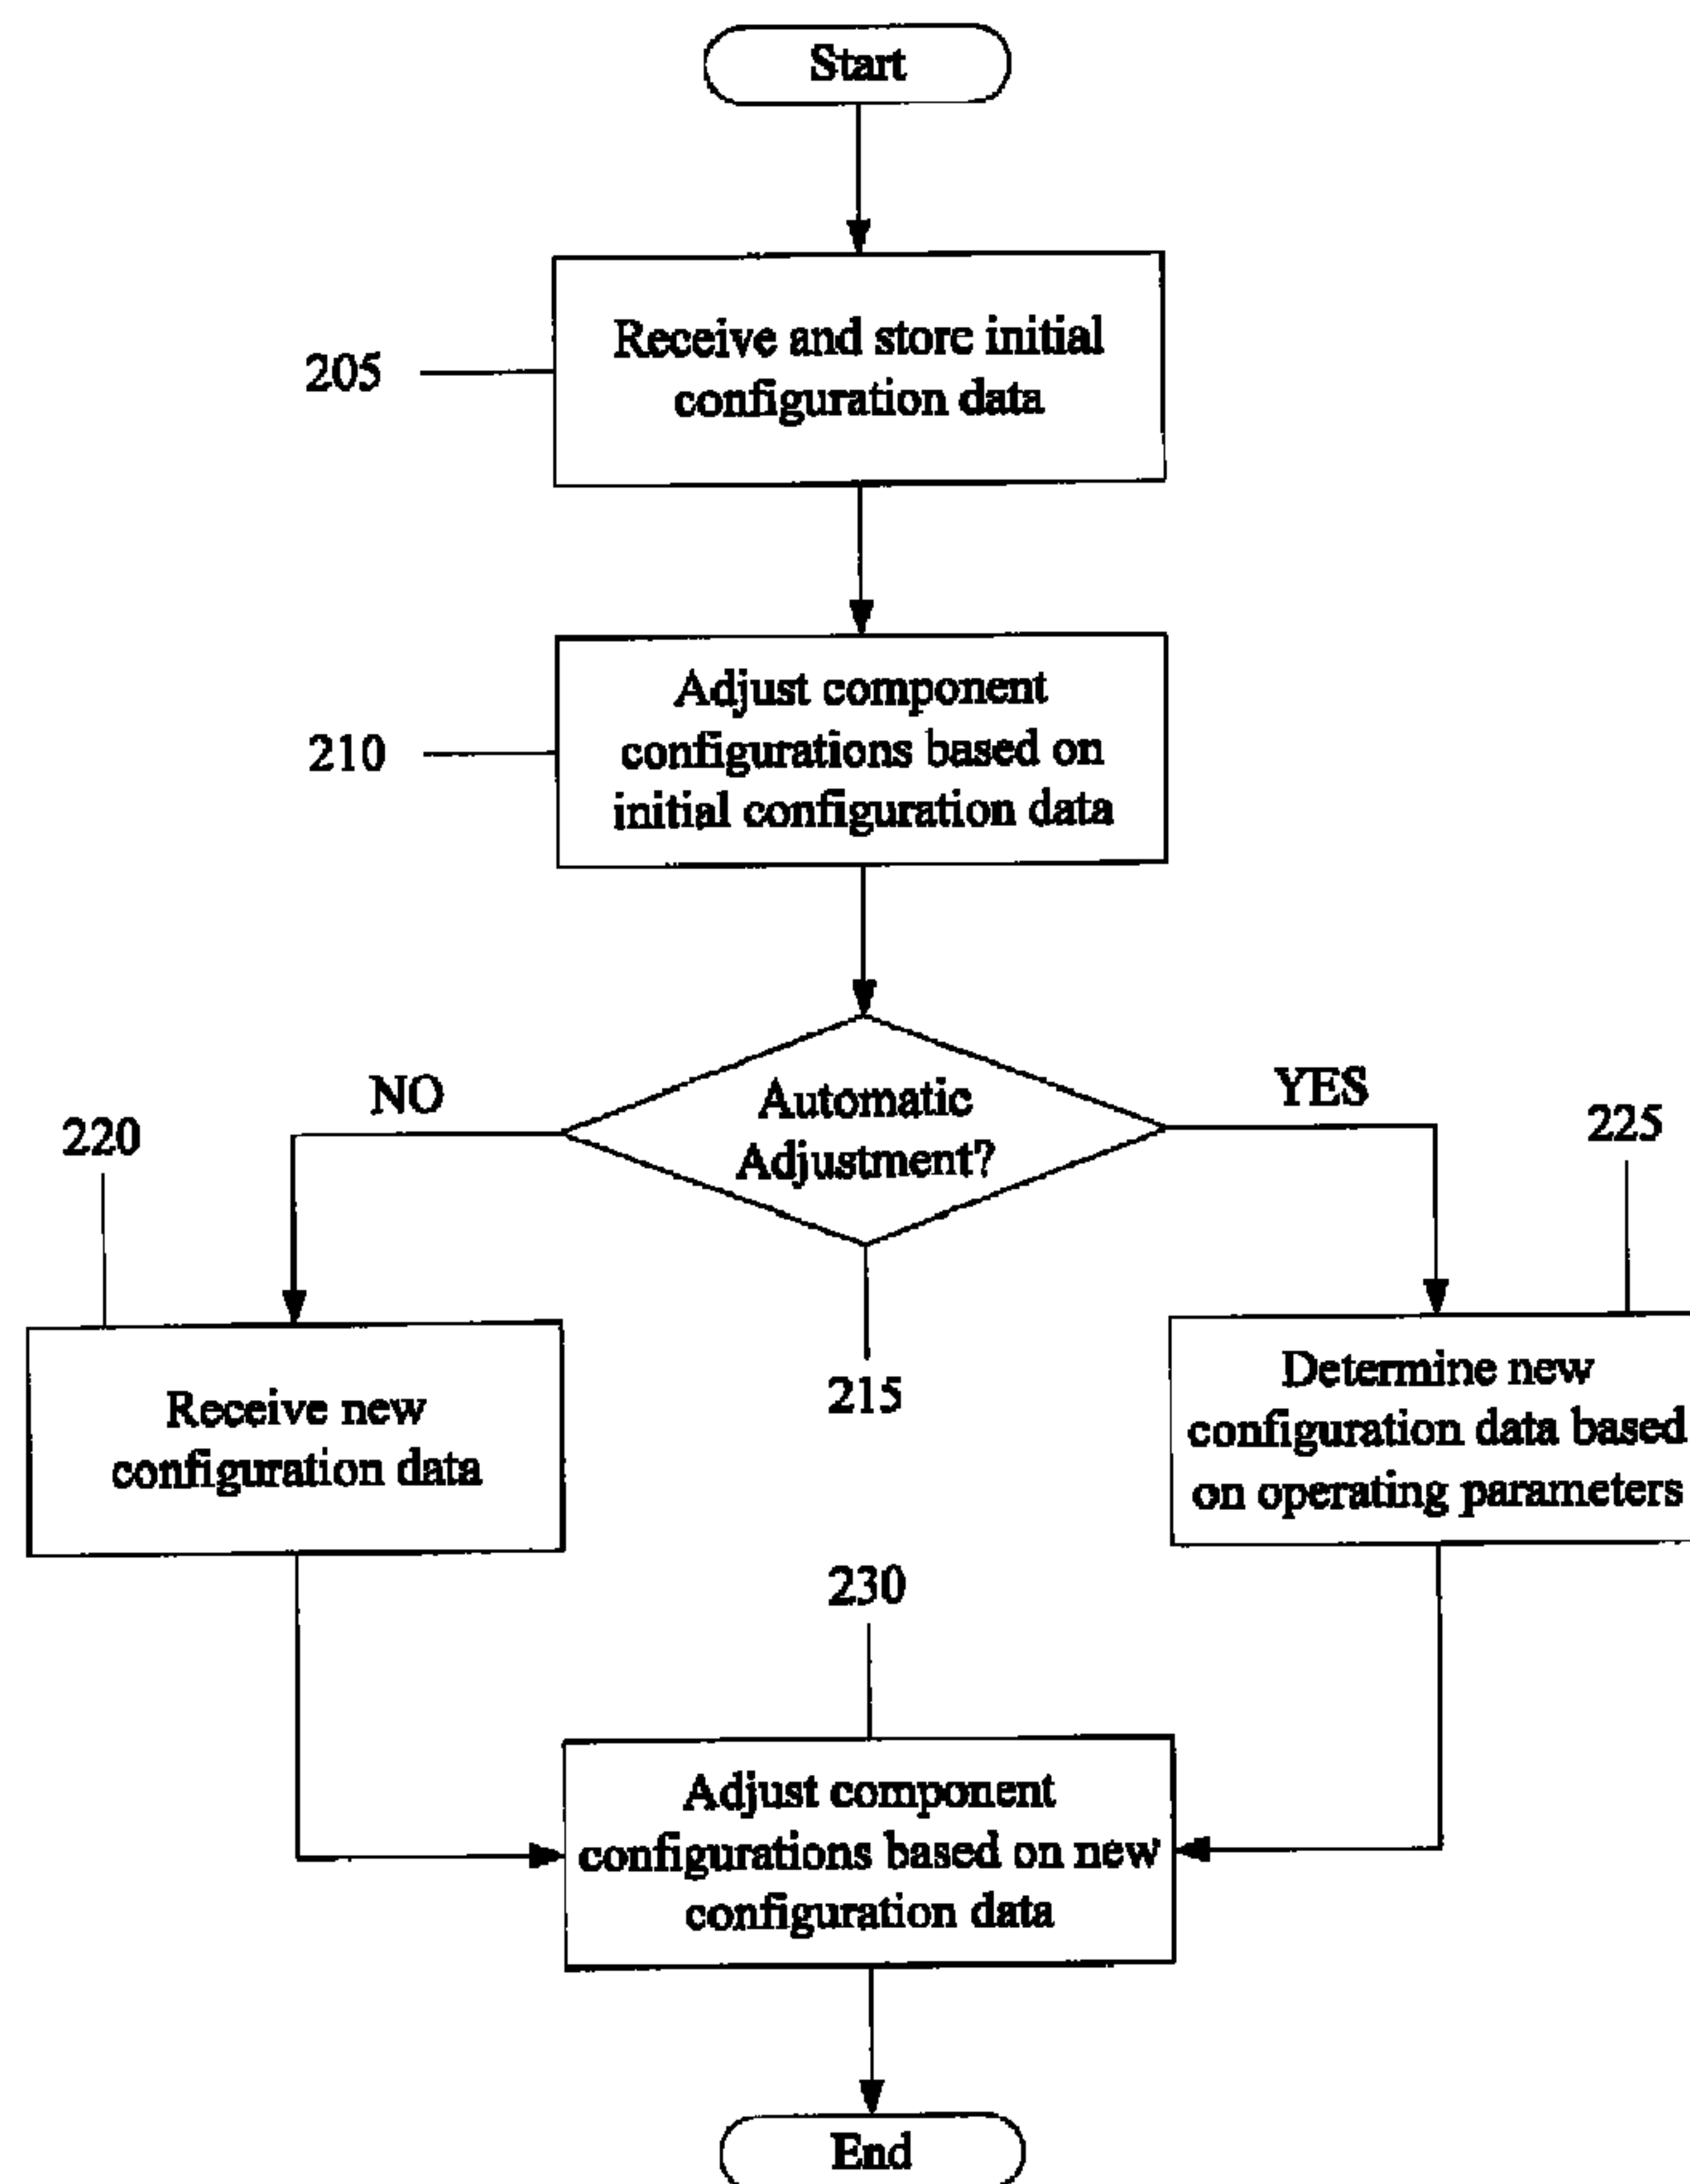 Start
Receive and store initial
configuration data
205
Adjust component
configurations based on
initial configuration data
210
Automatic
Adjustment?
NO
YES
220
225
215
Receive new
configuration data
Determine new
configuration data based
on operating parameters
230
Adjust component
configurations based on new
configuration data
End